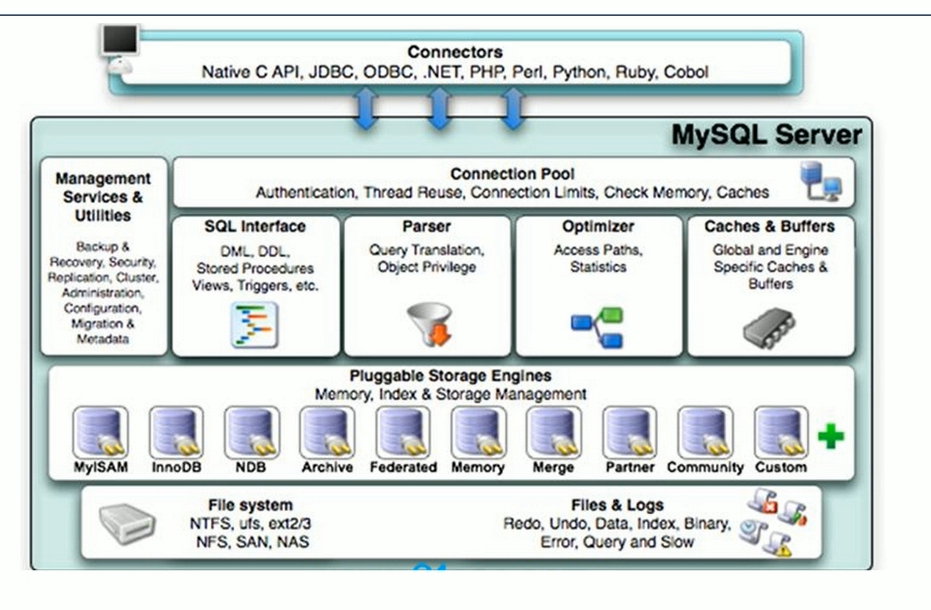 Connectors
Native C API, JDBC, ODBC, .NET, PHP, Perl, Python, Ruby, Cobol
MySQL Server
Management
Services &
Utilities
Backup &
Recovery, Security,
Replication, Cluster,
Administration,
Configuration,
Migration &
Metadata
Connection Pool
Authentication, Thread Reuse, Connection Limits, Check Memory, Caches
SQL Interface
DML, DDL,
Stored Procedures
Views, Triggers, etc.
Parser
Query Translation,
Object Privilege
Optimizer
Access Paths,
Statistics
Caches & Buffers
Global and Engine
Specific Caches &
Buffers
Pluggable Storage Engines
Memory, Index & Storage Management
MyISAM
InnoDB
NDB
Archive
Federated
Memory
Merge
Partner
Community
Custom
File system
NTFS, ufs, ext2/3
NFS, SAN, NAS
Files & Logs
Redo, Undo, Data, Index, Binary,
Error, Query and Slow